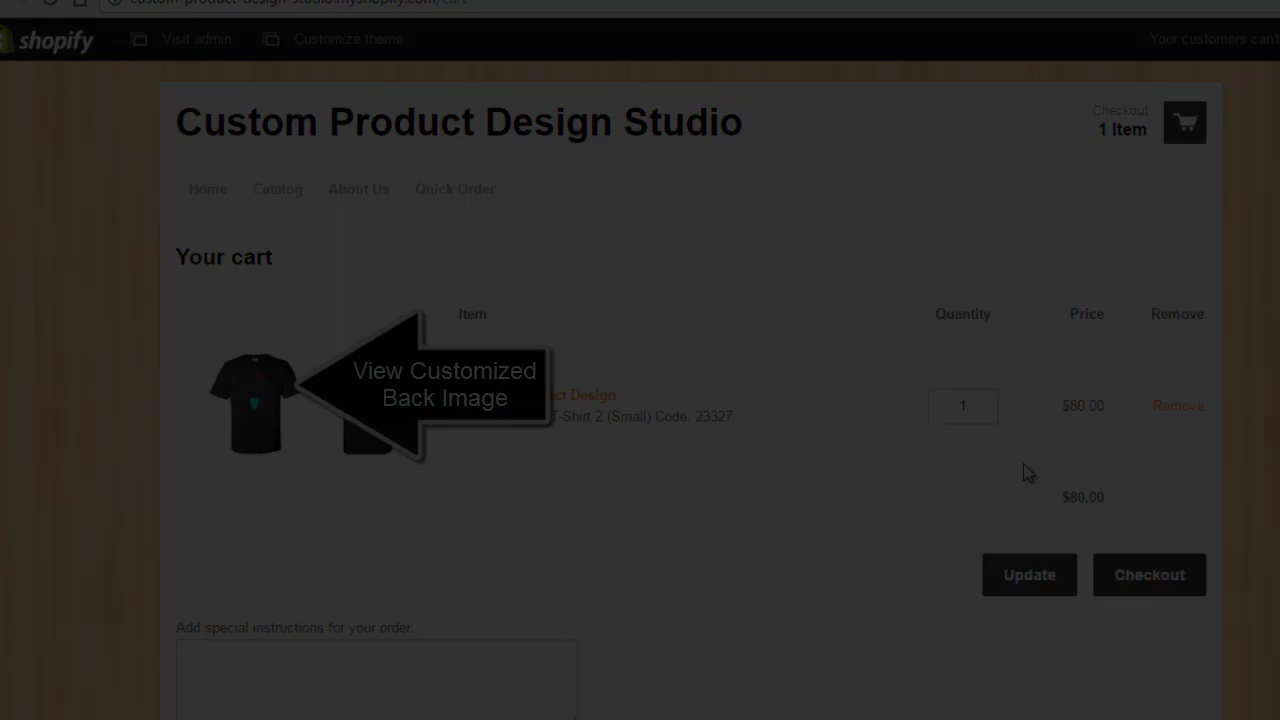 shopify
Visit admin
Customize theme
Your customers can't
Custom Product Design Studio
Checkout
1 Item
Home
Catalog
About Us
Quick Order
Your cart
Item
Quantity
Price
Remove
View Customized
Back Image
ct Design
T-Shirt 2 (Small) Code: 23327
1
$80.00
Remove
$80.00
Update
Checkout
Add special instructions for your order.